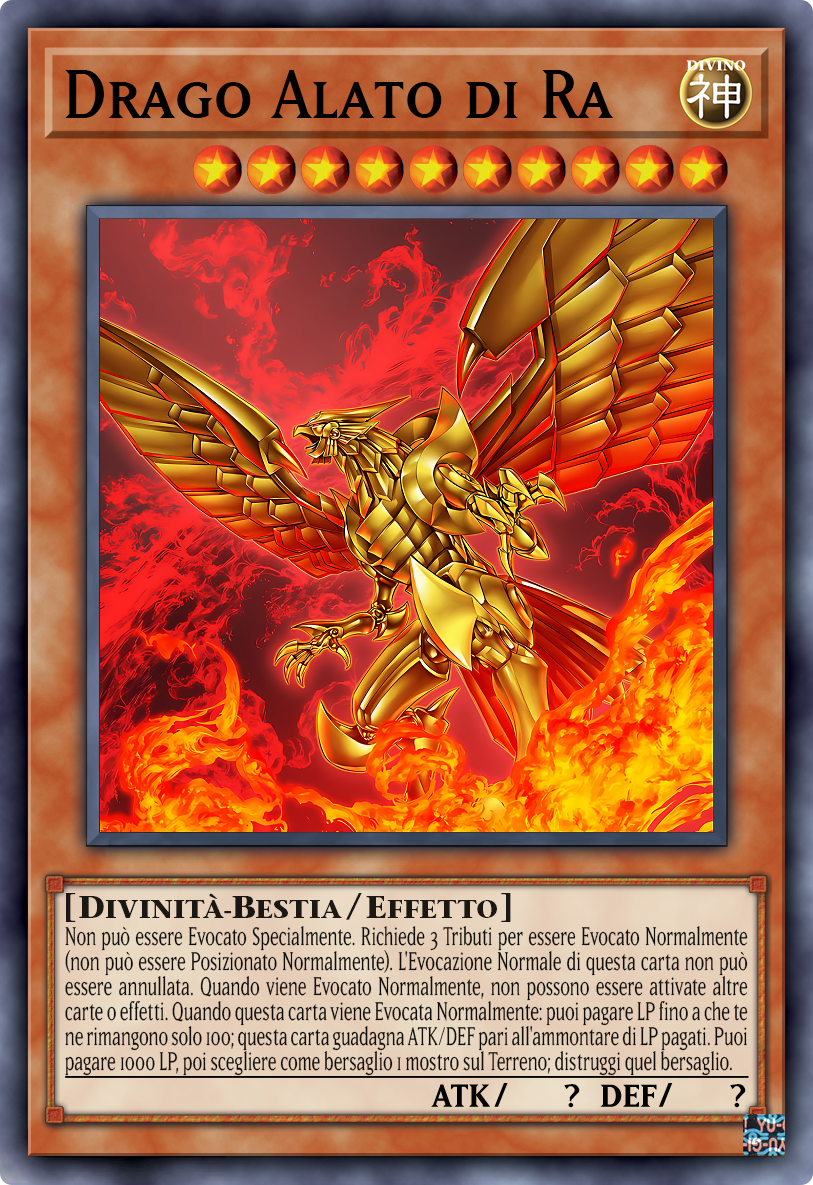 Drago Alato di Ra
DIVINO
神
[Divinità-Bestia/Effetto]
Non può essere Evocato Specialmente. Richiede 3 Tributi per essere Evocato Normalmente
(non può essere Posizionato Normalmente). L'Evocazione Normale di questa carta non può
essere annullata. Quando viene Evocato Normalmente, non possono essere attivate altre
carte o effetti. Quando questa carta viene Evocata Normalmente: puoi pagare LP fino a che te
ne rimangono solo 100; questa carta guadagna ATK/DEF pari all'ammontare di LP pagati. Puoi
pagare 1000 LP, poi scegliere come bersaglio 1 mostro sul Terreno; distruggi quel bersaglio.
ATK/ ? DEF/ ?